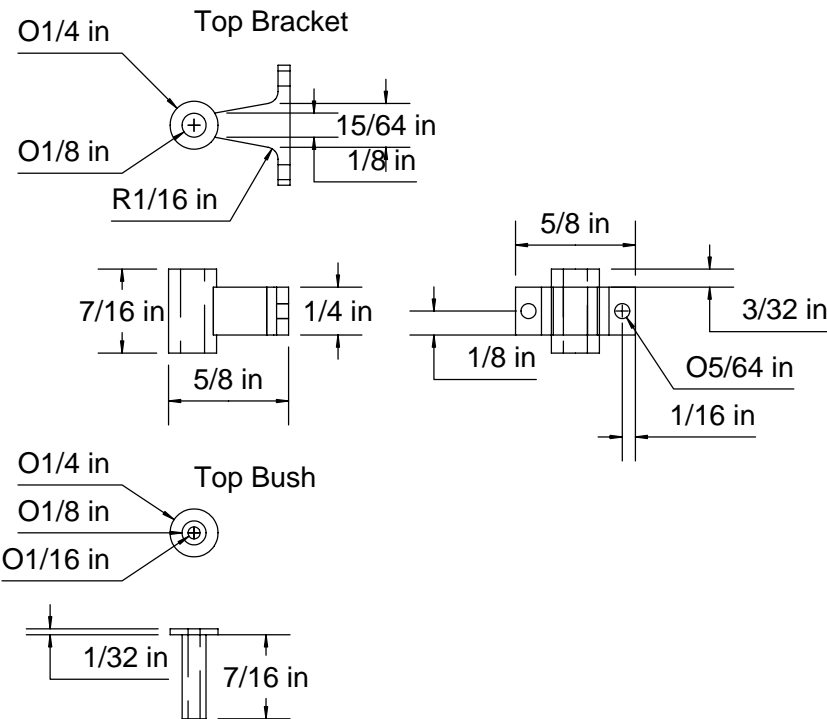 Top Bracket
O1/4 in
15/64 in
O1/8 in
1/8 in
R1/16 in
5/8 in
7/16 in
1/4 in
3/32 in
1/8 in
5/8 in
O5/64 in
1/16 in
O1/4 in
Top Bush
O1/8 in
O1/16 in
1/32 in
7/16 in